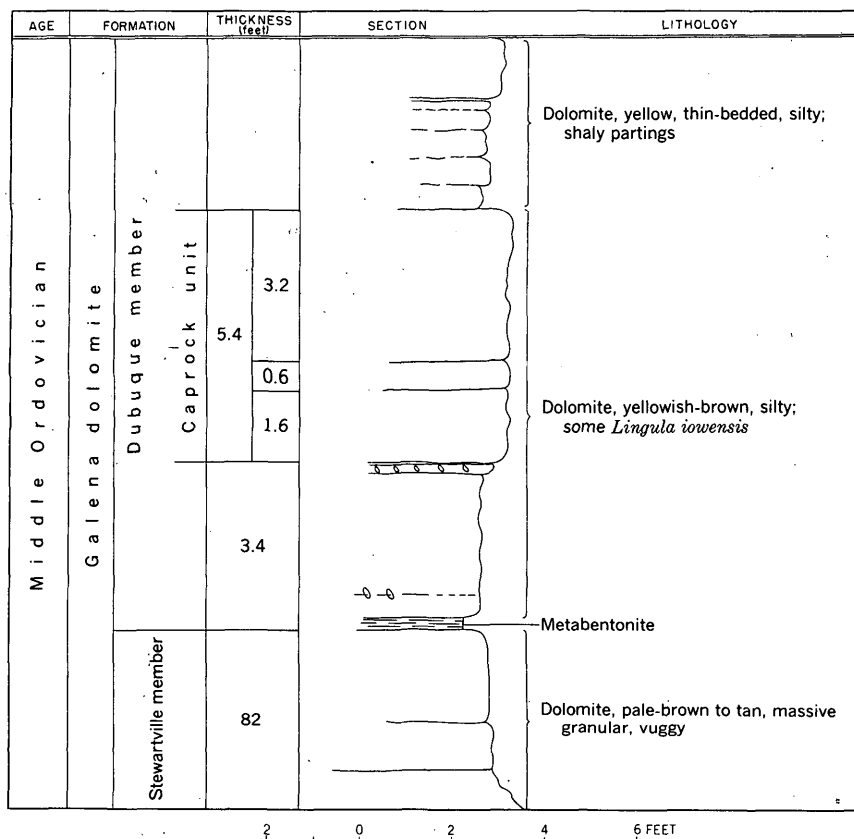 AGE FORMATION THICKNESS (feet) SECTION LITHOLOGY
Middle Ordovician
Galena dolomite
Dubuque member
Caprock unit
5.4
3.2
0.6
1.6
3.4
Stewartville member
82
Dolomite, yellow, thin-bedded, silty;
shaly partings
Dolomite, yellowish-brown, silty;
some Lingula iowensis
Metabentonite
Dolomite, pale-brown to tan, massive
granular, vuggy
2 0 2 4 6 FEET